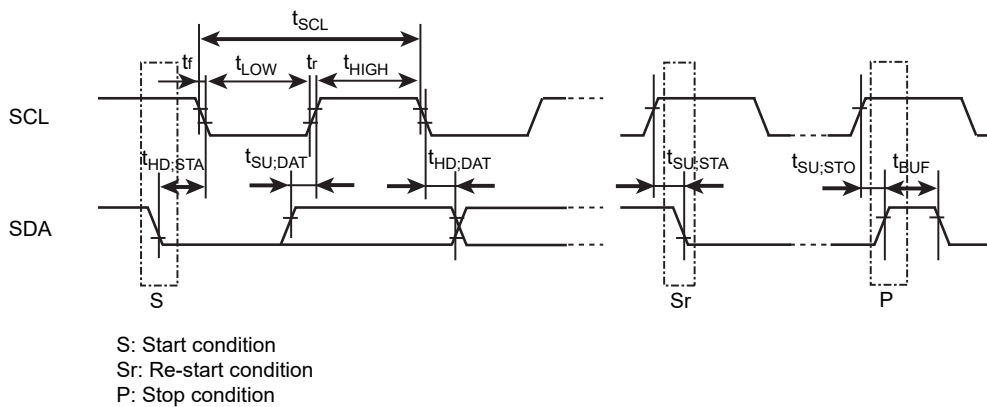 tSCL
tf tLOW tr tHIGH
SCL
tHD;STA tSU;DAT tHD;DAT tSU;STA tSU;STO tBUF
SDA
S Sr P
S: Start condition
Sr: Re-start condition
P: Stop condition